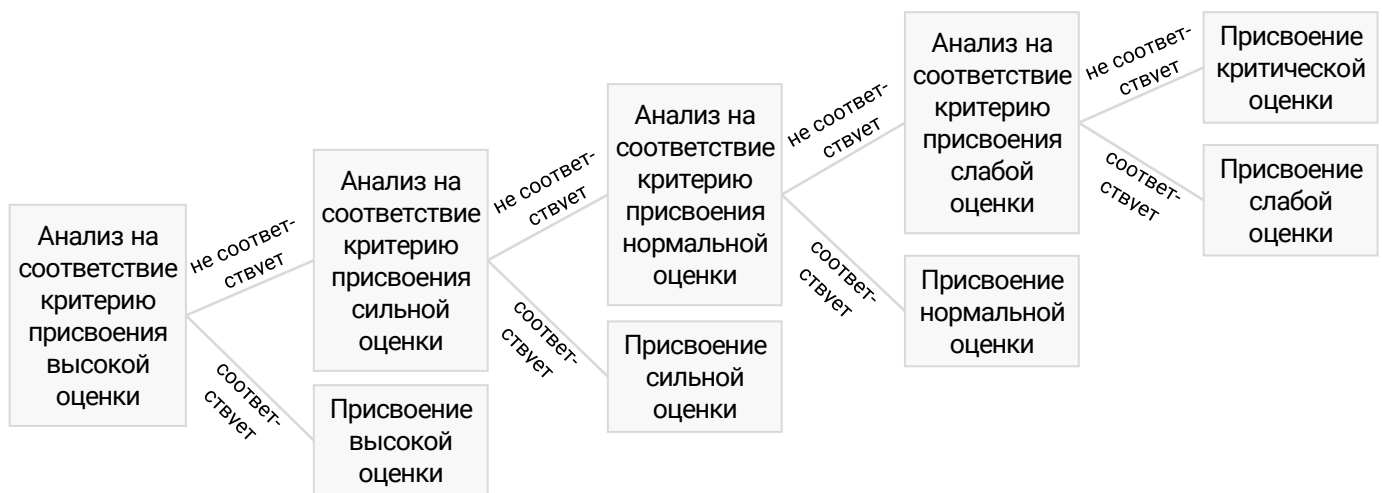 Анализ на
соответствие
критерию
присвоения
высокой
оценки
не соответ-
ствует
соответ-
ствует
Анализ на
соответствие
критерию
присвоения
сильной
оценки
Присвоение
высокой
оценки
не соответ-
ствует
соответ-
ствует
Анализ на
соответствие
критерию
присвоения
нормальной
оценки
Присвоение
сильной
оценки
не соответ-
ствует
соответ-
ствует
Анализ на
соответствие
критерию
присвоения
слабой
оценки
Присвоение
нормальной
оценки
не соответ-
ствует
соответ-
ствует
Присвоение
критической
оценки
Присвоение
слабой
оценки